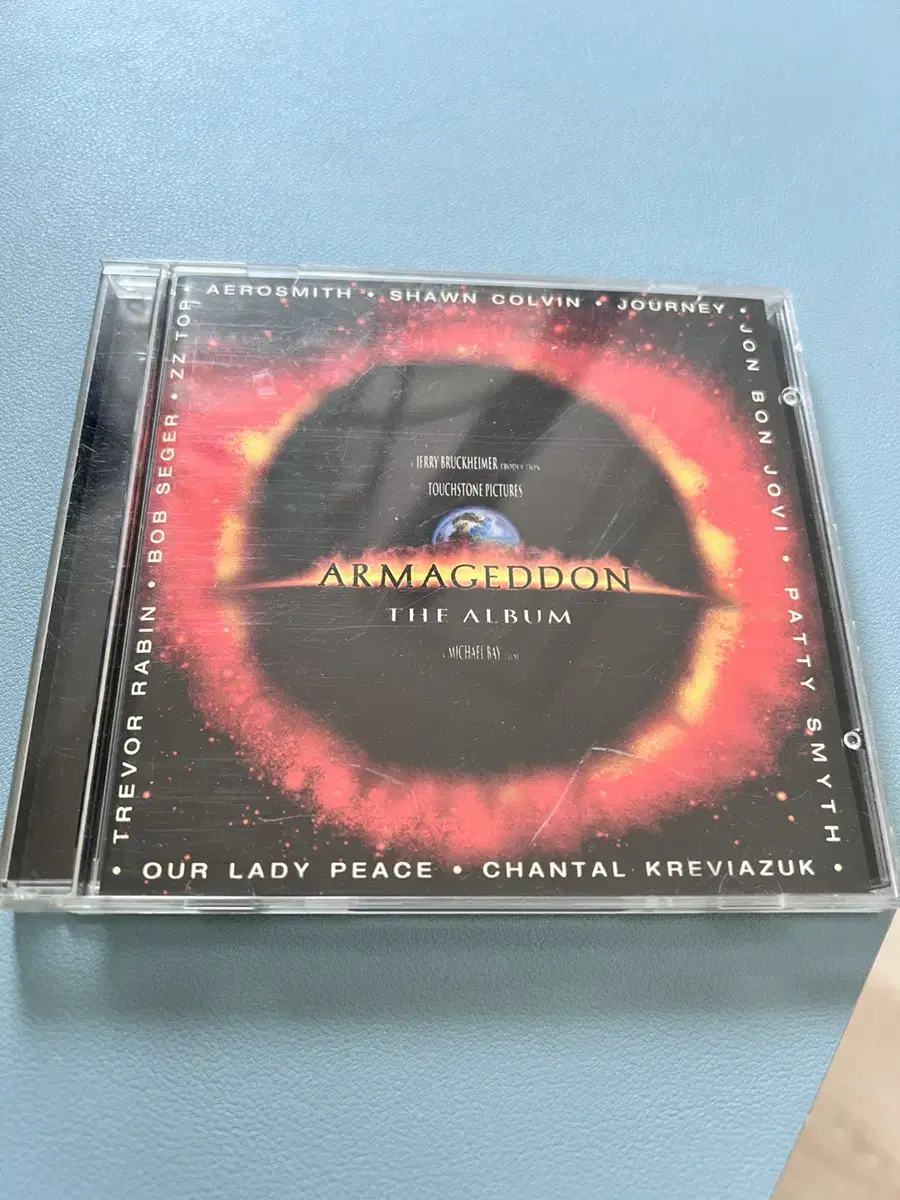 • AEROSMITH • SHAWN COLVIN • JOURNEY •
JON BON JOVI • PATTY SMYTH
• OUR LADY PEACE • CHANTAL KREVIAZUK •
TREVOR RABIN • BOB SEGER • ZZ TOP
A JERRY BRUCKHEIMER PRODUCTION
TOUCHSTONE PICTURES
ARMAGEDDON
THE ALBUM
A MICHAEL BAY FILM